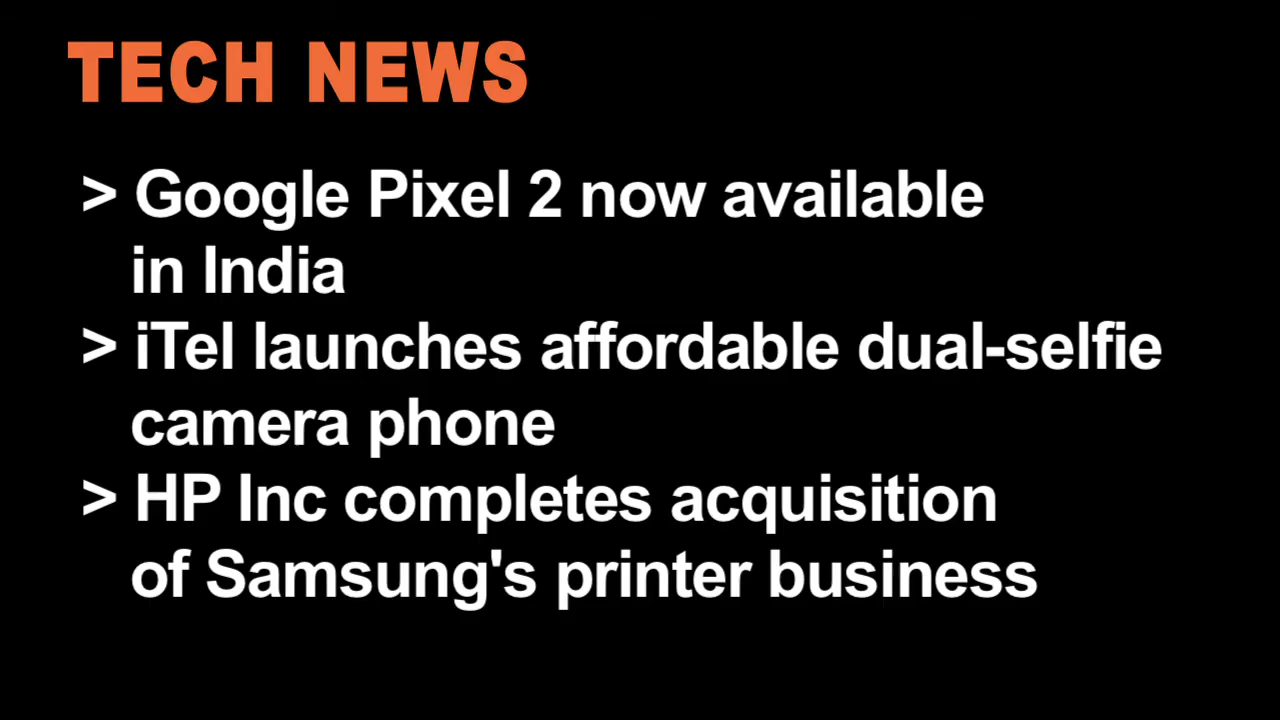 TECH NEWS
> Google Pixel 2 now available
in India
> iTel launches affordable dual-selfie
camera phone
> HP Inc completes acquisition
of Samsung's printer business